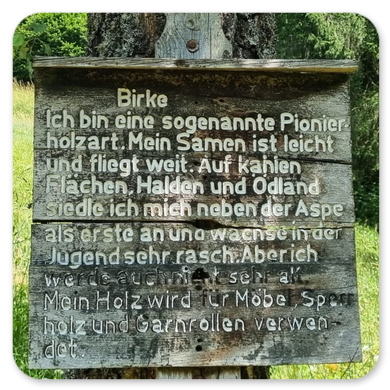 Birke
Ich bin eine sogenannte Pionier-
holzart. Mein Samen ist leicht
und fliegt weit. Auf kahlen
Flächen, Halden und Ödland
siedle ich mich neben der Aspe
als erste an und wachse in der
Jugend sehr rasch. Aber ich
werde auch nicht sehr alt.
Mein Holz wird für Möbel, Sperr
holz und Garnrollen verwen-
det.